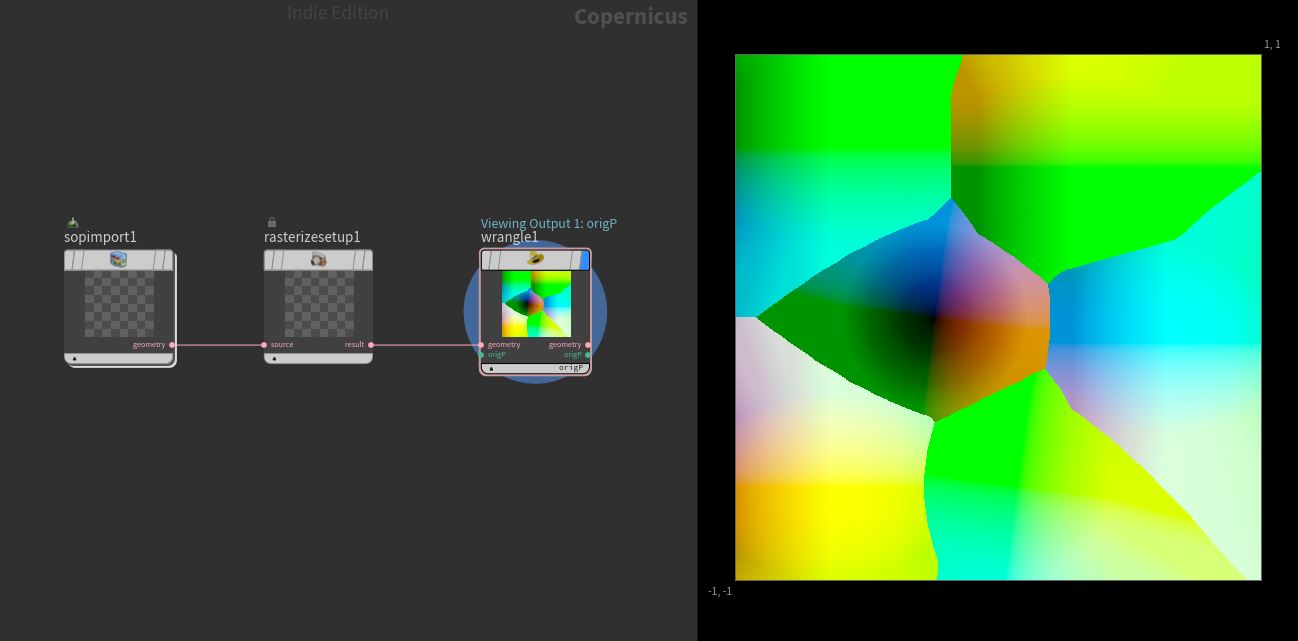 Indie Edition
Copernicus
1, 1
Viewing Output 1: origP
sopimport1
rasterizesetup1
wrangle1
geometry
source
result
geometry
geometry
origP
origP
origP
-1, -1